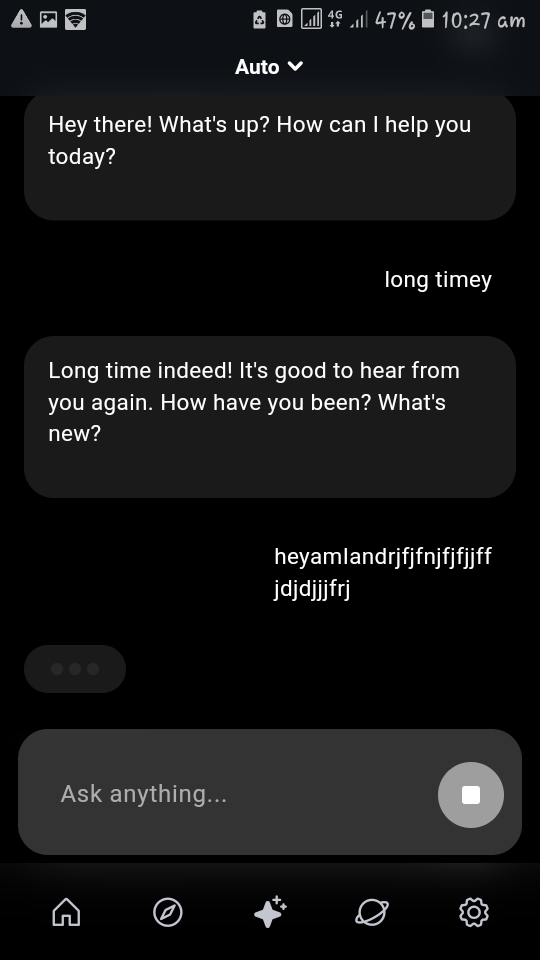 4G 47% 10:27 am
Auto
Hey there! What's up? How can I help you
today?
long timey
Long time indeed! It's good to hear from
you again. How have you been? What's
new?
heyamIandrjfjfnjfjfjjff
jdjdjjjfrj
Ask anything...